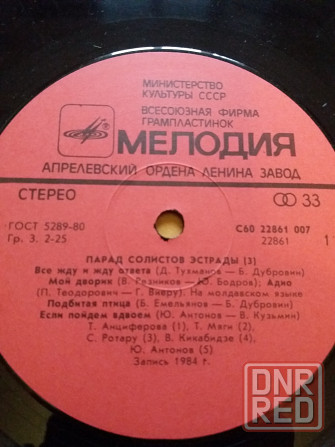 МИНИСТЕРСТВО
КУЛЬТУРЫ СССР
ВСЕСОЮЗНАЯ ФИРМА
ГРАМПЛАСТИНОК
МЕЛОДИЯ
АПРЕЛЕВСКИЙ ОРДЕНА ЛЕНИНА ЗАВОД
СТЕРЕО
33
ГОСТ 5289-80
Гр. 3. 2-25
С60 22861 007
22861
ПАРАД СОЛИСТОВ ЭСТРАДЫ (3)
Все жду и жду ответа (Д. Тухманов — Б. Дубровин)
Мой дворик (В. Резников — Ю. Бодров); Адио
(П. Теодорович — Г. Виеру) На молдавском языке
Подбитая птица (Б. Емельянов — Б. Дубровин)
Если пойдем вдвоем (Ю. Антонов — В. Кузьмин)
Т. Анциферова (1), Т. Мяги (2),
С. Ротару (3), В. Кикабидзе (4),
Ю. Антонов (5)
Запись 1984 г.
DNR
RED